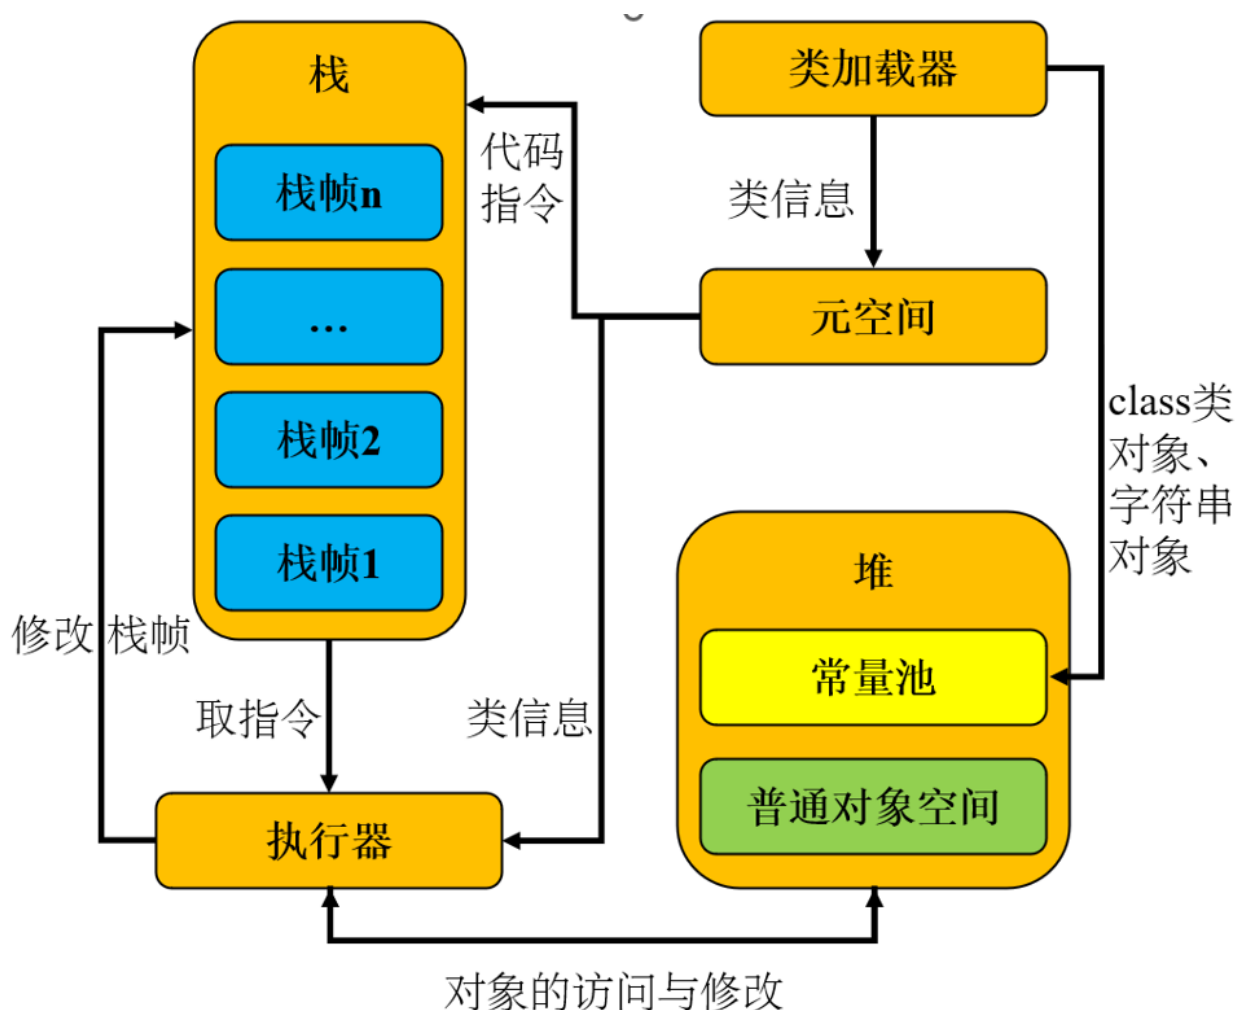 栈
栈帧n
...
栈帧2
栈帧1
代码
指令
类加载器
类信息
元空间
class类
对象、
字符串
对象
堆
常量池
普通对象空间
修改栈帧
取指令
类信息
执行器
对象的访问与修改